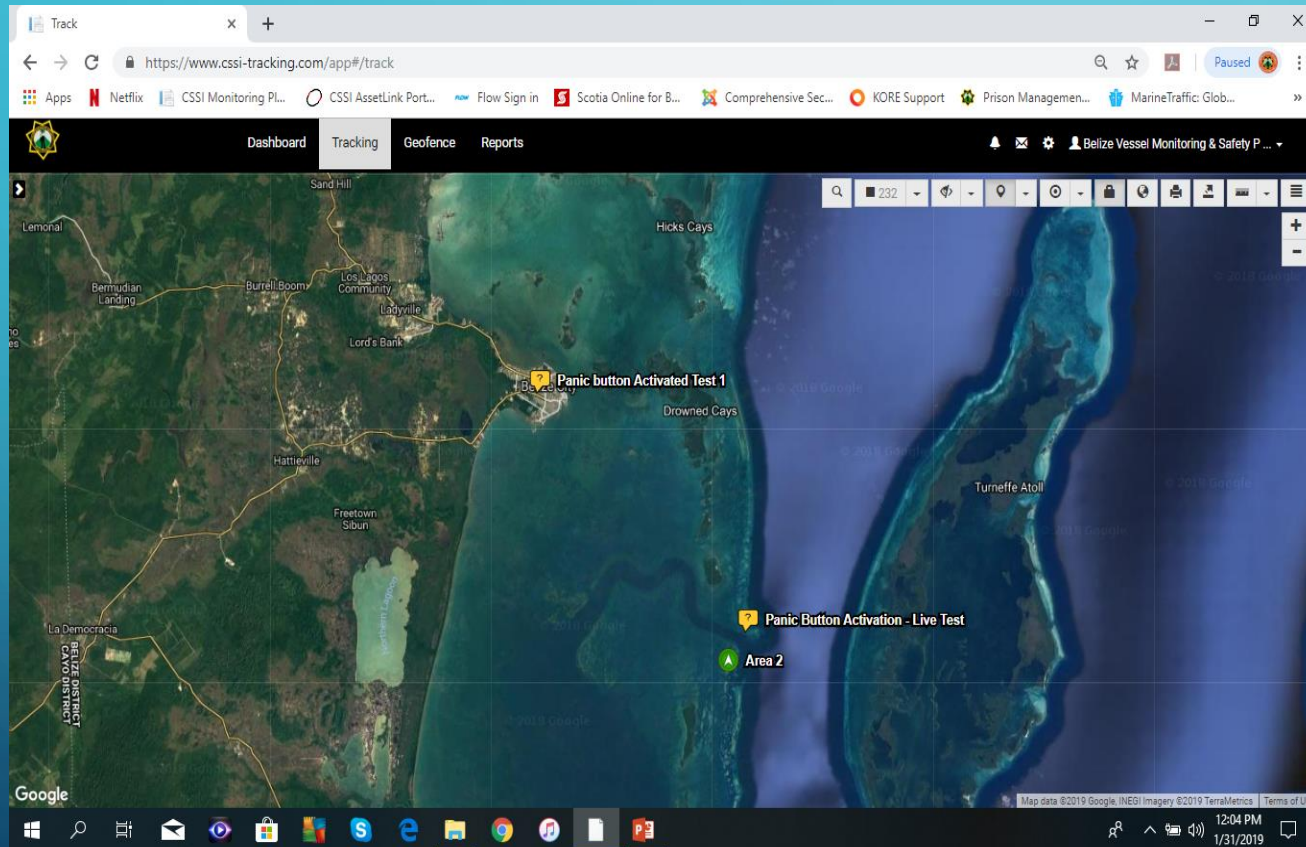 Track
https://www.cssi-tracking.com/app#/track
Paused
Apps Netflix CSSI Monitoring Pl... CSSI AssetLink Port... Flow Sign in Scotia Online for B... Comprehensive Sec... KORE Support Prison Managemen... MarineTraffic: Glob... »
Dashboard Tracking Geofence Reports Belize Vessel Monitoring & Safety P ...
Sand Hill
232
Lemonal
Hicks Cays
Bermudian
Landing
Burrell Boom
Los Lagos
Community
Ladyville
Lord's Bank
? Panic button Activated Test 1
Drowned Cays
Hattieville
Turneffe Atoll
Freetown
Sibun
Northern Lagoon
La Democracia
BELIZE DISTRICT
CAYO DISTRICT
? Panic Button Activation - Live Test
Area 2
Google
Map data ©2019 Google, INEGI Imagery ©2019 TerraMetrics Terms of U
12:04 PM
1/31/2019